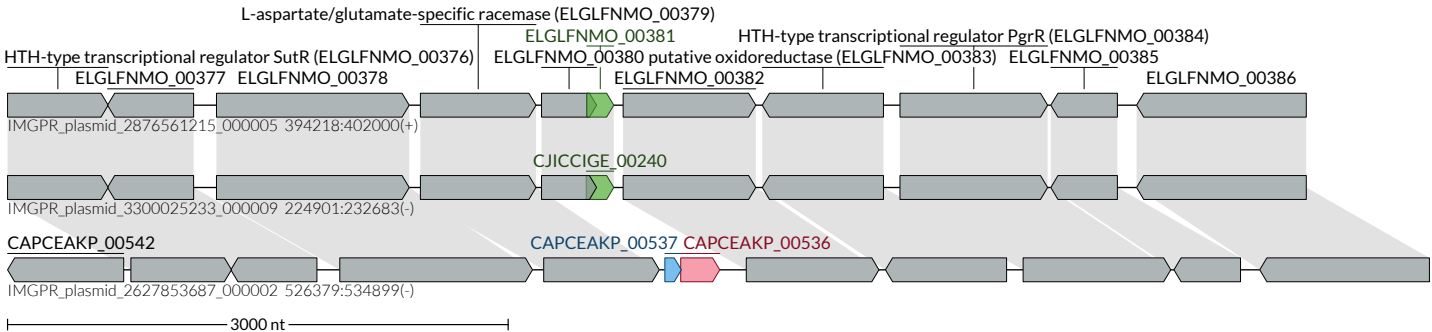 L-aspartate/glutamate-specific racemase (ELGLFNMO_00379)
ELGLFNMO_00381 HTH-type transcriptional regulator PgrR (ELGLFNMO_00384)
HTH-type transcriptional regulator SutR (ELGLFNMO_00376) ELGLFNMO_00380 putative oxidoreductase (ELGLFNMO_00383) ELGLFNMO_00385
ELGLFNMO_00377 ELGLFNMO_00378 ELGLFNMO_00382 ELGLFNMO_00386
IMGPR_plasmid_2876561215_000005 394218:402000(+)
CJICCIGE_00240
IMGPR_plasmid_3300025233_000009 224901:232683(-)
CAPCEAKP_00542 CAPCEAKP_00537 CAPCEAKP_00536
IMGPR_plasmid_2627853687_000002 526379:534899(-)
3000 nt